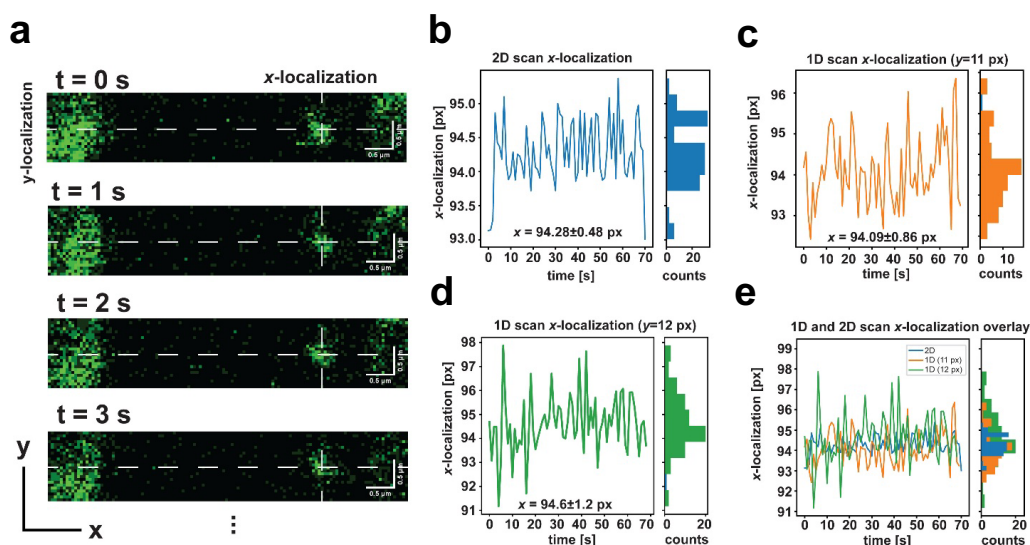 a
t = 0 s
x-localization
y-localization
0.5 μm
0.5 μm
t = 1 s
0.5 μm
0.5 μm
t = 2 s
0.5 μm
0.5 μm
t = 3 s
0.5 μm
0.5 μm
y
x
...
b
2D scan x-localization
x-localization [px]
95.0
94.5
94.0
93.5
93.0
x = 94.28±0.48 px
0 10 20 30 40 50 60 70
time [s]
0 20
counts
c
1D scan x-localization (y=11 px)
x-localization [px]
96
95
94
93
x = 94.09±0.86 px
0 10 20 30 40 50 60 70
time [s]
0 10
counts
d
1D scan x-localization (y=12 px)
x-localization [px]
98
97
96
95
94
93
92
91
x = 94.6±1.2 px
0 10 20 30 40 50 60 70
time [s]
0 20
counts
e
1D and 2D scan x-localization overlay
x-localization [px]
99
98
97
96
95
94
93
92
91
2D
1D (11 px)
1D (12 px)
0 10 20 30 40 50 60 70
time [s]
0 10 20
counts